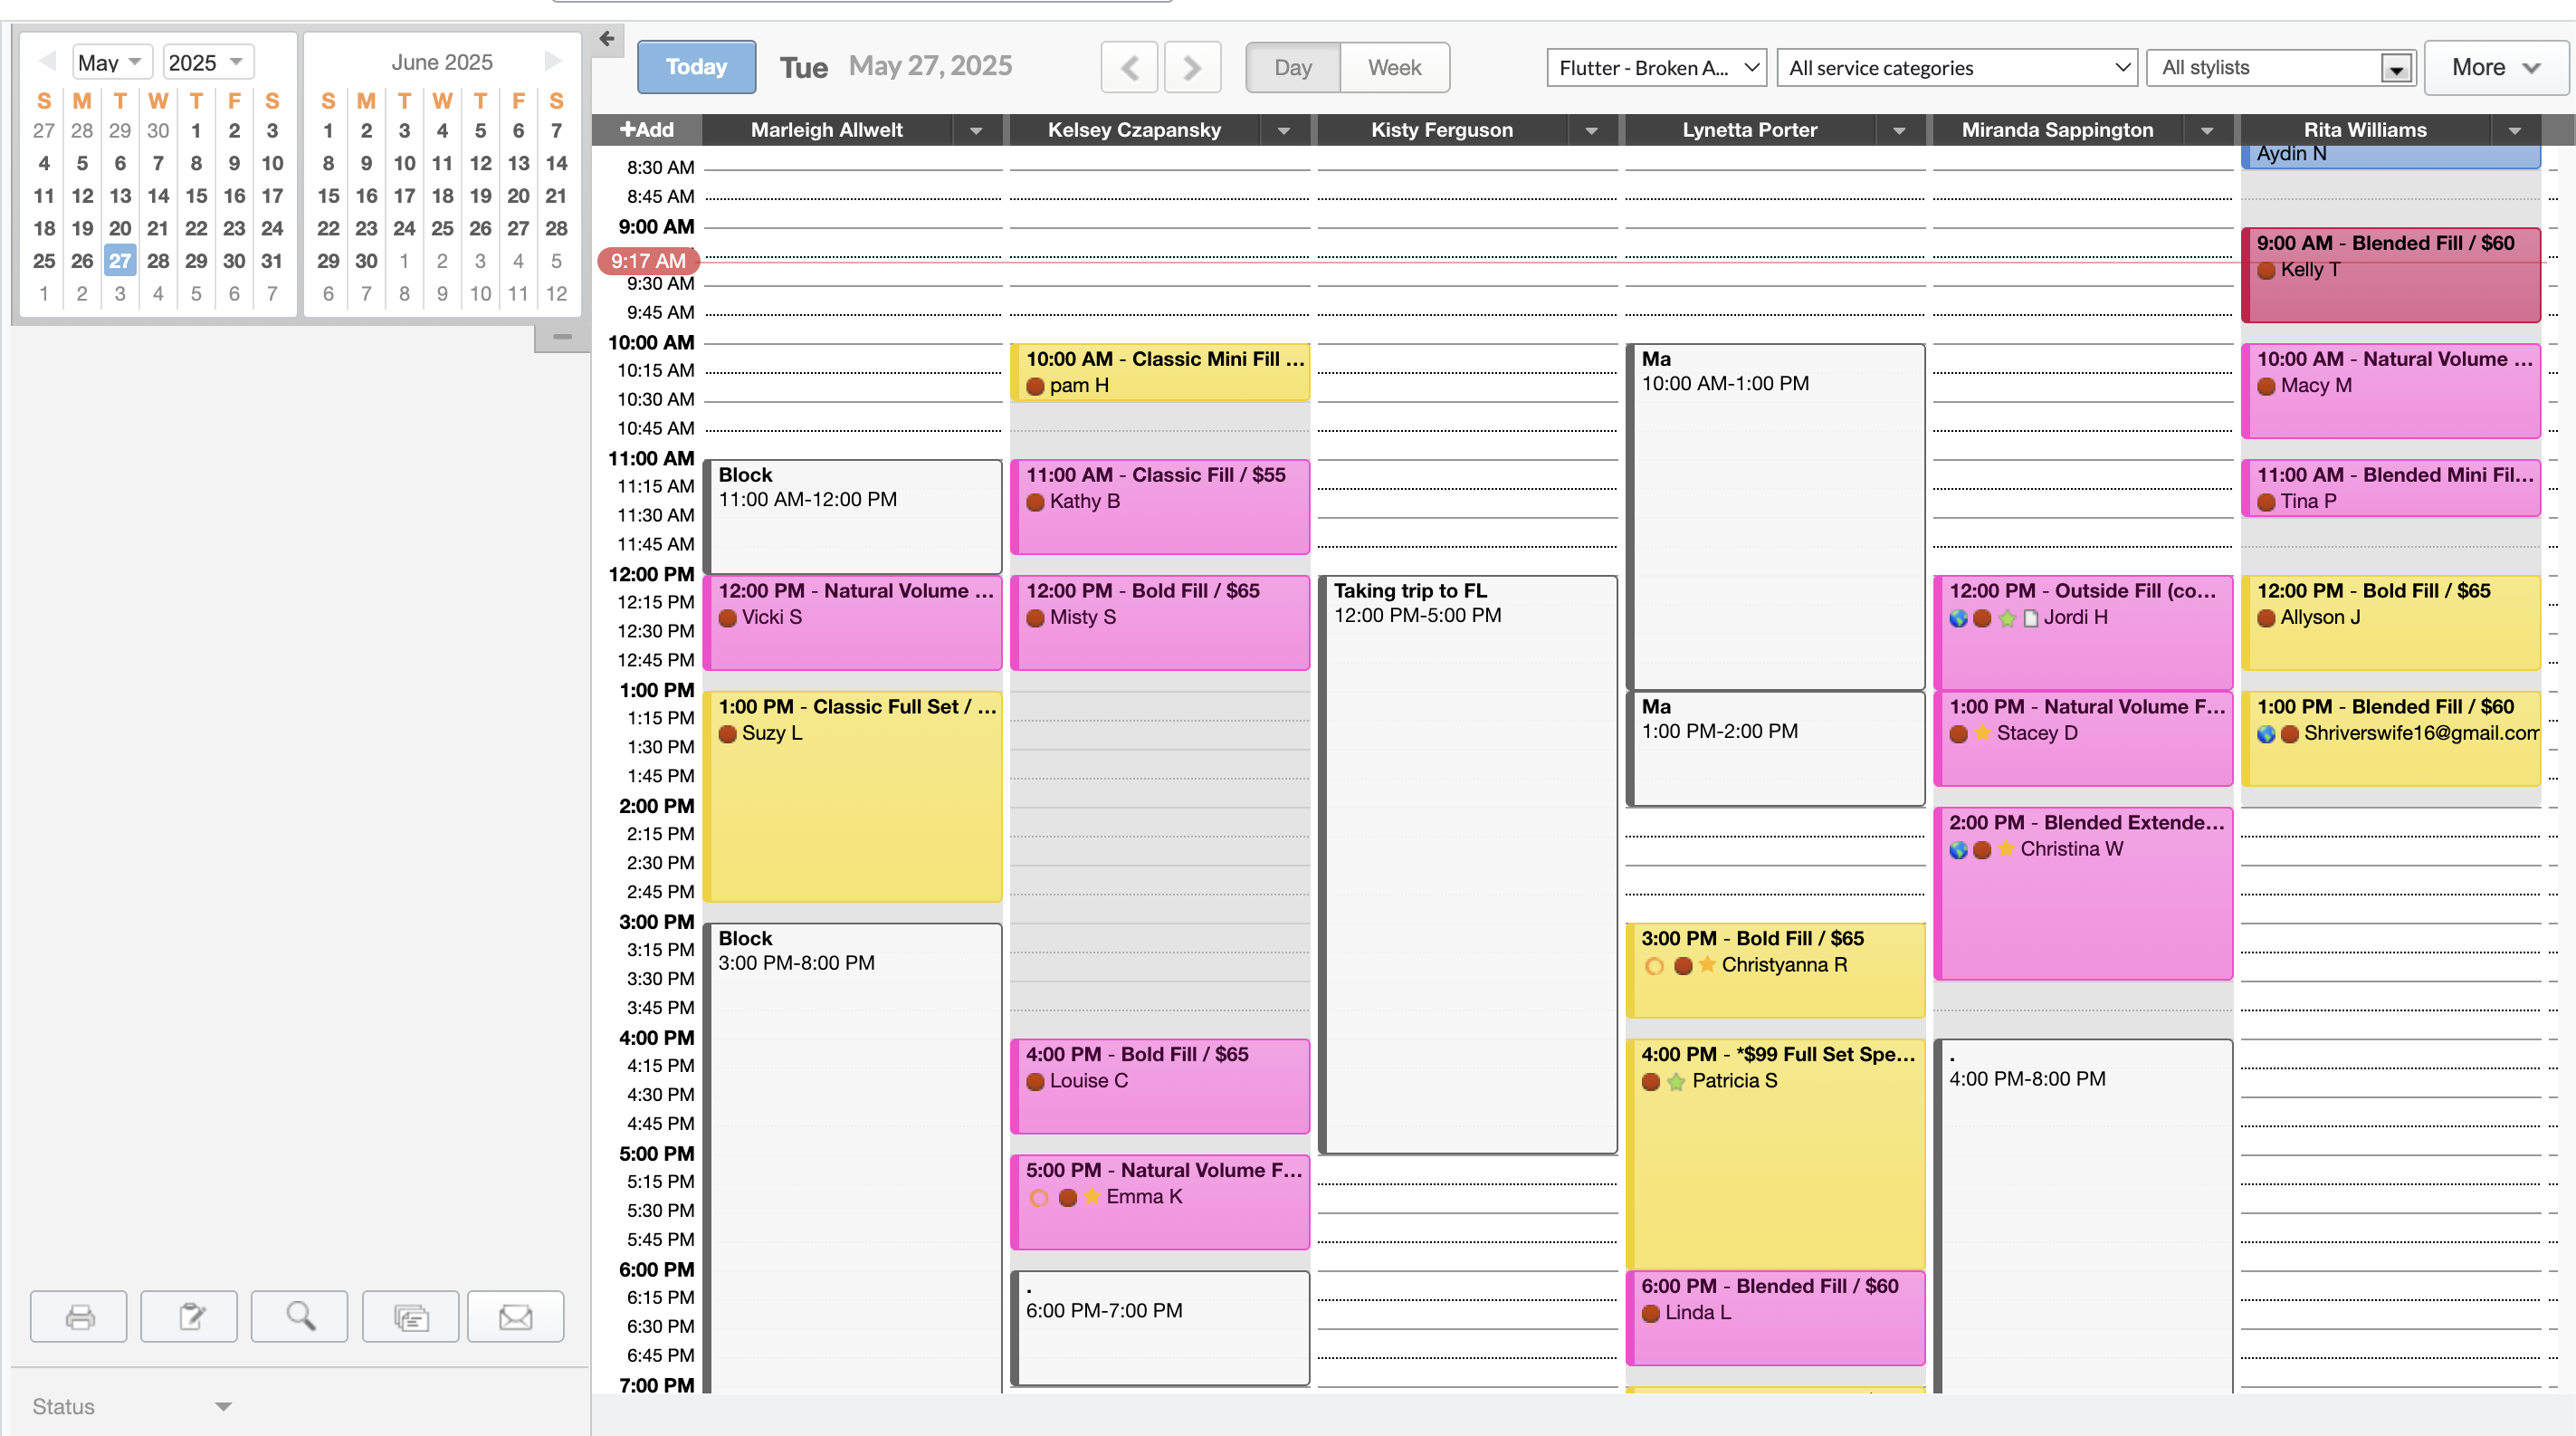 May 2025 June 2025
S M T W T F S S M T W T F S
27 28 29 30 1 2 3 1 2 3 4 5 6 7
4 5 6 7 8 9 10 8 9 10 11 12 13 14
11 12 13 14 15 16 17 15 16 17 18 19 20 21
18 19 20 21 22 23 24 22 23 24 25 26 27 28
25 26 27 28 29 30 31 29 30 1 2 3 4 5
1 2 3 4 5 6 7 6 7 8 9 10 11 12
Status
Today Tue May 27, 2025 Day Week Flutter - Broken A... All service categories All stylists More
+Add Marleigh Allwelt Kelsey Czapansky Kisty Ferguson Lynetta Porter Miranda Sappington Rita Williams
8:30 AM
8:45 AM
9:00 AM
9:17 AM
9:30 AM
9:45 AM
10:00 AM
10:15 AM
10:30 AM
10:45 AM
11:00 AM
11:15 AM
11:30 AM
11:45 AM
12:00 PM
12:15 PM
12:30 PM
12:45 PM
1:00 PM
1:15 PM
1:30 PM
1:45 PM
2:00 PM
2:15 PM
2:30 PM
2:45 PM
3:00 PM
3:15 PM
3:30 PM
3:45 PM
4:00 PM
4:15 PM
4:30 PM
4:45 PM
5:00 PM
5:15 PM
5:30 PM
5:45 PM
6:00 PM
6:15 PM
6:30 PM
6:45 PM
7:00 PM
Block
11:00 AM-12:00 PM
12:00 PM - Natural Volume ...
Vicki S
1:00 PM - Classic Full Set / ...
Suzy L
Block
3:00 PM-8:00 PM
10:00 AM - Classic Mini Fill ...
pam H
11:00 AM - Classic Fill / $55
Kathy B
12:00 PM - Bold Fill / $65
Misty S
4:00 PM - Bold Fill / $65
Louise C
5:00 PM - Natural Volume F...
Emma K
.
6:00 PM-7:00 PM
Taking trip to FL
12:00 PM-5:00 PM
Ma
10:00 AM-1:00 PM
Ma
1:00 PM-2:00 PM
3:00 PM - Bold Fill / $65
Christyanna R
4:00 PM - *$99 Full Set Spe...
Patricia S
6:00 PM - Blended Fill / $60
Linda L
12:00 PM - Outside Fill (co...
Jordi H
1:00 PM - Natural Volume F...
Stacey D
2:00 PM - Blended Extende...
Christina W
.
4:00 PM-8:00 PM
Aydin N
9:00 AM - Blended Fill / $60
Kelly T
10:00 AM - Natural Volume ...
Macy M
11:00 AM - Blended Mini Fil...
Tina P
12:00 PM - Bold Fill / $65
Allyson J
1:00 PM - Blended Fill / $60
Shriverswife16@gmail.com